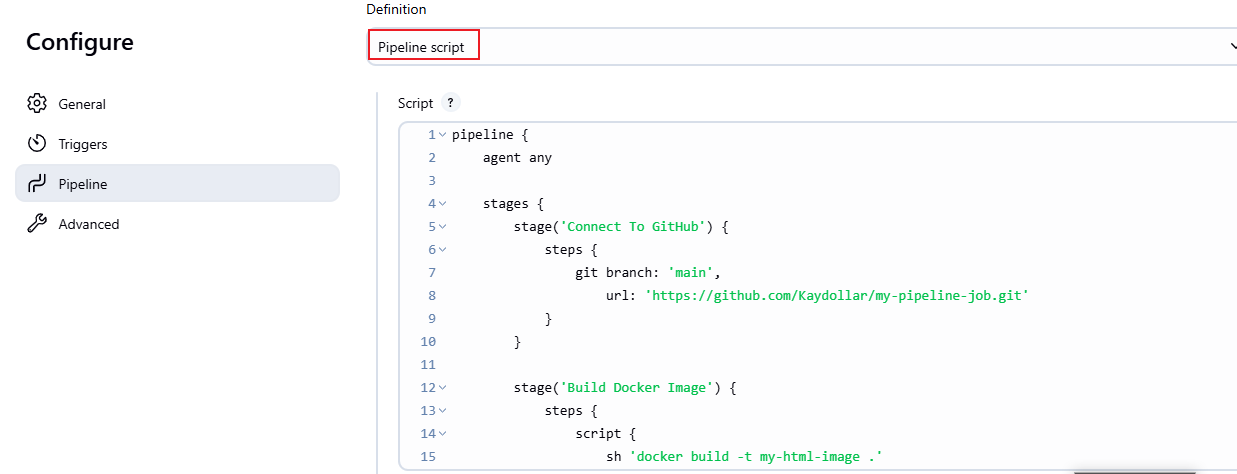 Definition
Configure
Pipeline script
General
Triggers
Pipeline
Advanced
Script ?
1 pipeline {
2     agent any
3
4     stages {
5         stage('Connect To GitHub') {
6             steps {
7                 git branch: 'main',
8                     url: 'https://github.com/Kaydollar/my-pipeline-job.git'
9             }
10         }
11
12         stage('Build Docker Image') {
13             steps {
14                 script {
15                     sh 'docker build -t my-html-image .'